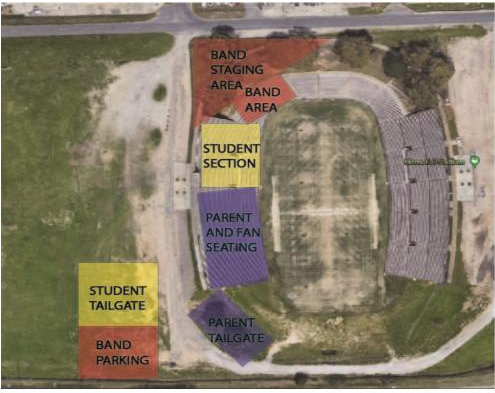 BAND
STAGING
AREA
BAND
AREA
STUDENT
SECTION
PARENT
AND FAN
SEATING
STUDENT
TAILGATE
PARENT
TAILGATE
BAND
PARKING